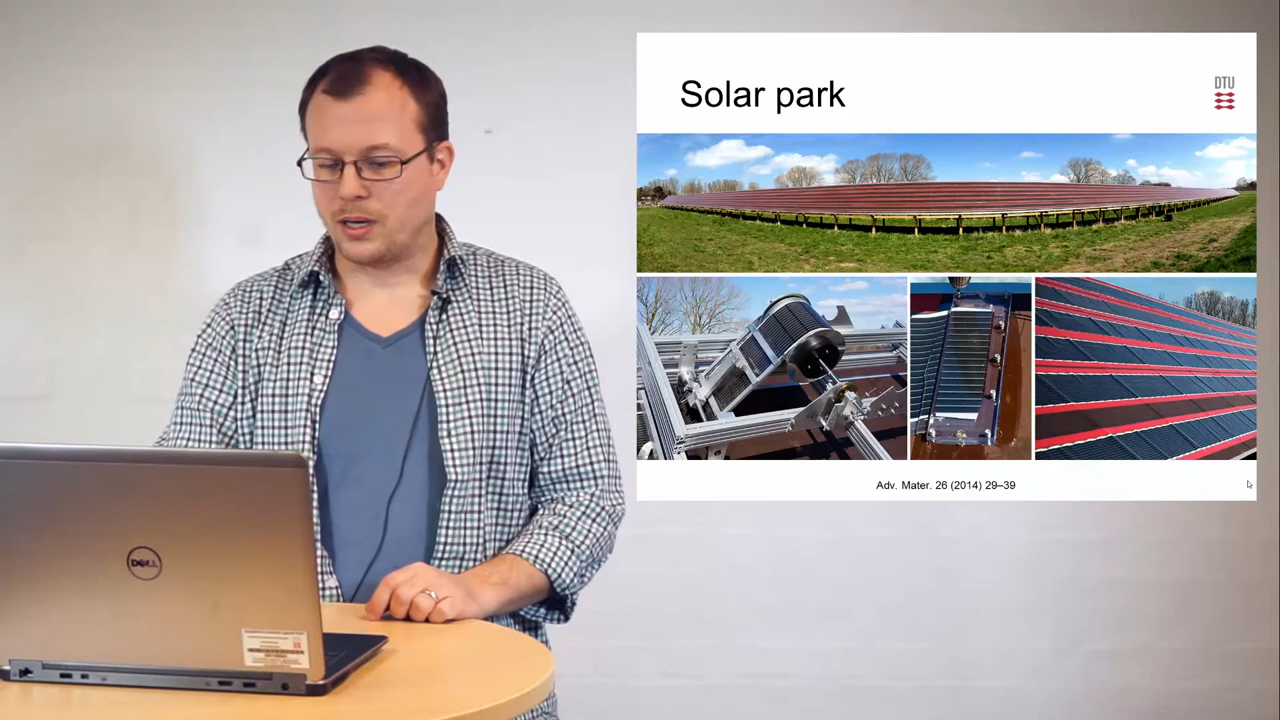 Solar park
DTU
Adv. Mater. 26 (2014) 29–39
DELL